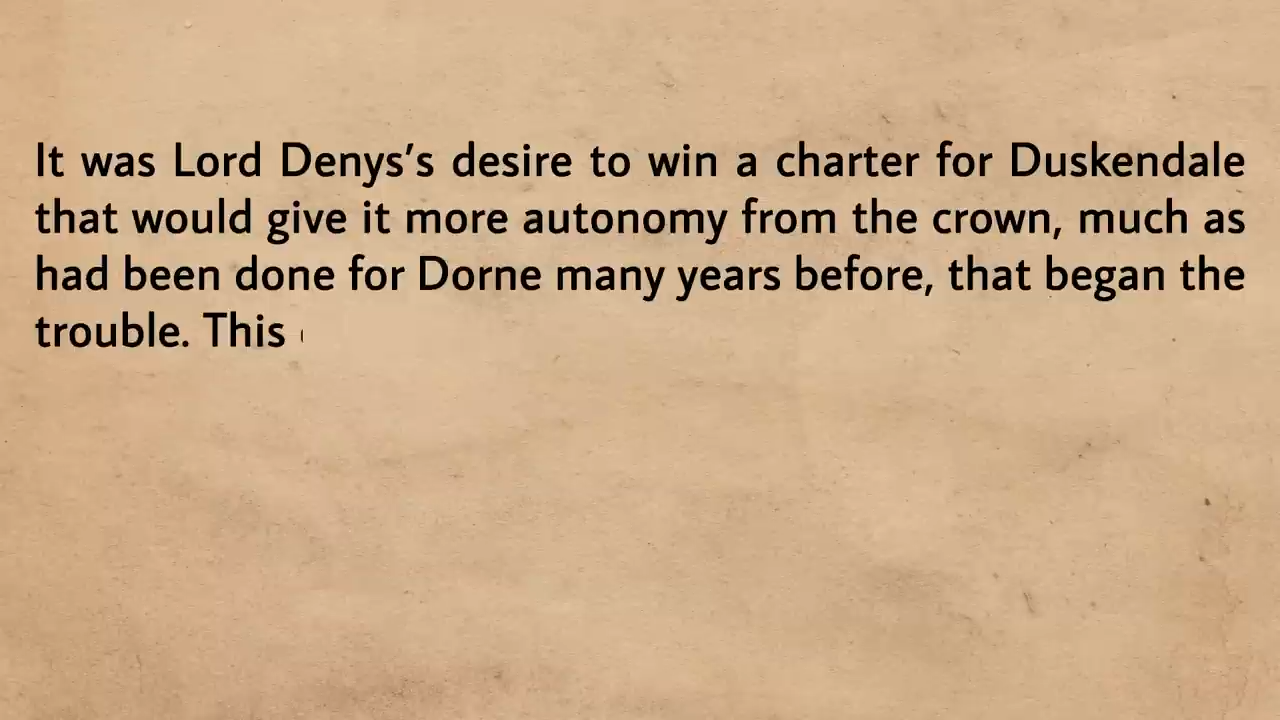 It was Lord Denys’s desire to win a charter for Duskendale
that would give it more autonomy from the crown, much as
had been done for Dorne many years before, that began the
trouble. This